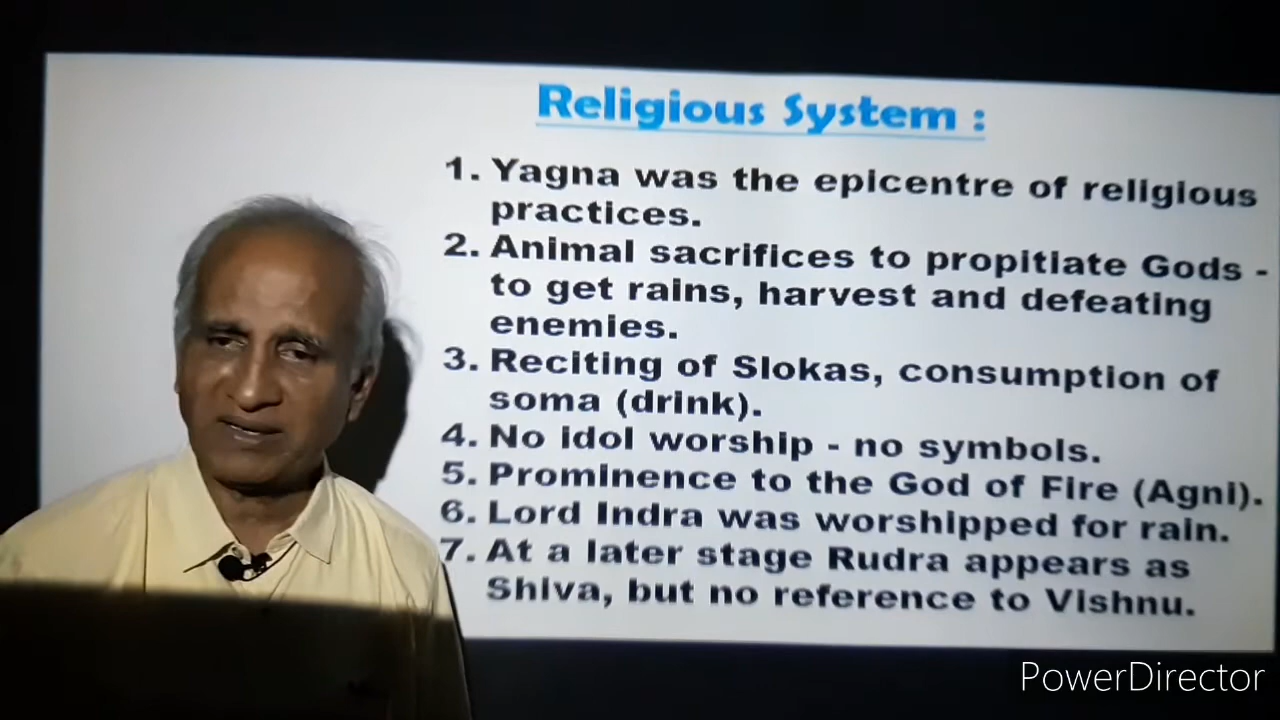 Religious System :
1. Yagna was the epicentre of religious
practices.
2. Animal sacrifices to propitiate Gods -
to get rains, harvest and defeating
enemies.
3. Reciting of Slokas, consumption of
soma (drink).
4. No idol worship - no symbols.
5. Prominence to the God of Fire (Agni).
6. Lord Indra was worshipped for rain.
7. At a later stage Rudra appears as
Shiva, but no reference to Vishnu.
PowerDirector